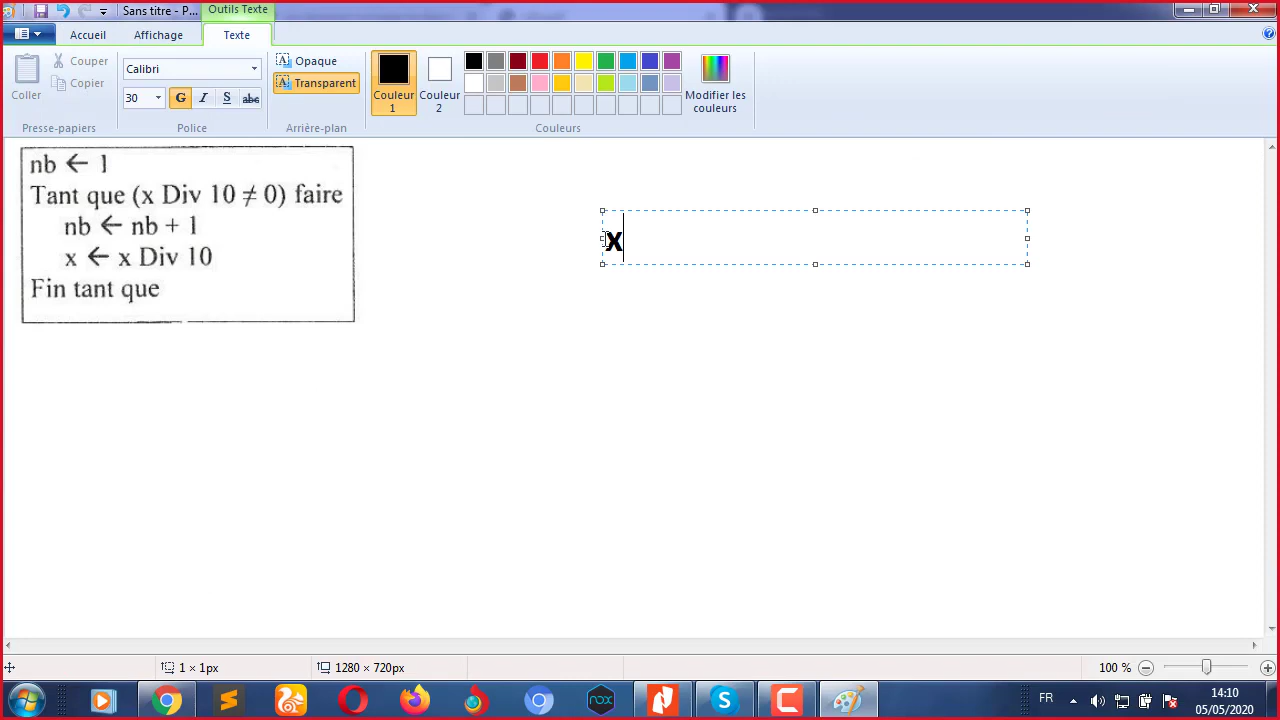 Sans titre - P...
Outils Texte
Accueil
Affichage
Texte
Coller
Couper
Copier
Presse-papiers
Calibri
30
G
I
S
abc
Police
Opaque
Transparent
Arrière-plan
Couleur
1
Couleur
2
Modifier les
couleurs
Couleurs
nb ← 1
Tant que (x Div 10 ≠ 0) faire
nb ← nb + 1
x ← x Div 10
Fin tant que
x
1 × 1px
1280 × 720px
100 %
FR
14:10
05/05/2020